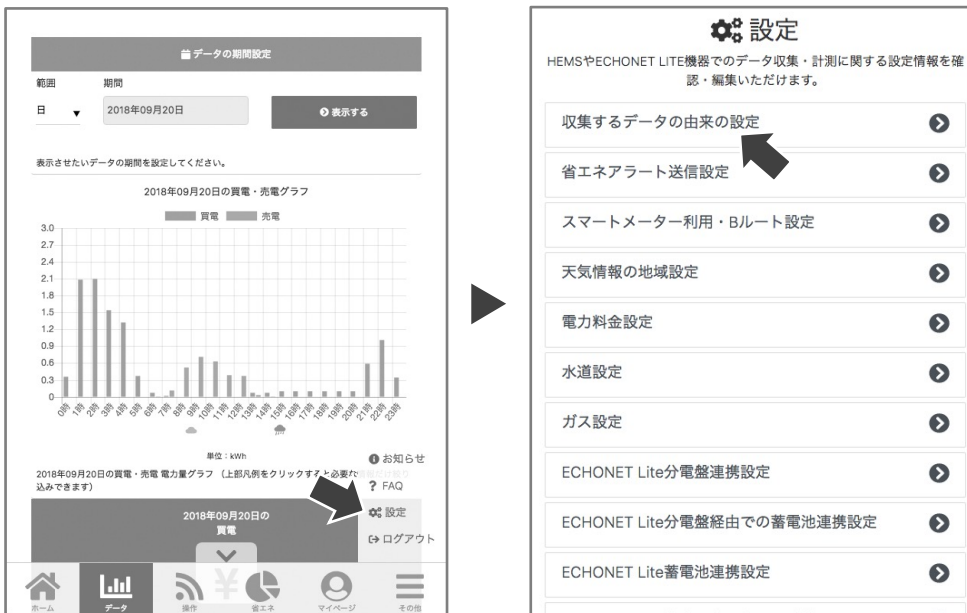 データの期間設定
範囲 期間
日 2018年09月20日 表示する
表示させたいデータの期間を設定してください。
2018年09月20日の買電・売電グラフ
買電 売電
3.0
2.7
2.4
2.1
1.8
1.5
1.2
0.9
0.6
0.3
0
0時 1時 2時 3時 4時 5時 6時 7時 8時 9時 10時 11時 12時 13時 14時 15時 16時 17時 18時 19時 20時 21時 22時 23時
単位：kWh
2018年09月20日の買電・売電 電力量グラフ （上部凡例をクリックすると必要な
込みできます）
お知らせ
? FAQ
設定
ログアウト
2018年09月20日の
買電
¥
ホーム データ 操作 省エネ マイページ その他
設定
HEMSやECHONET LITE機器でのデータ収集・計測に関する設定情報を確
認・編集いただけます。
収集するデータの由来の設定
省エネアラート送信設定
スマートメーター利用・Bルート設定
天気情報の地域設定
電力料金設定
水道設定
ガス設定
ECHONET Lite分電盤連携設定
ECHONET Lite分電盤経由での蓄電池連携設定
ECHONET Lite蓄電池連携設定